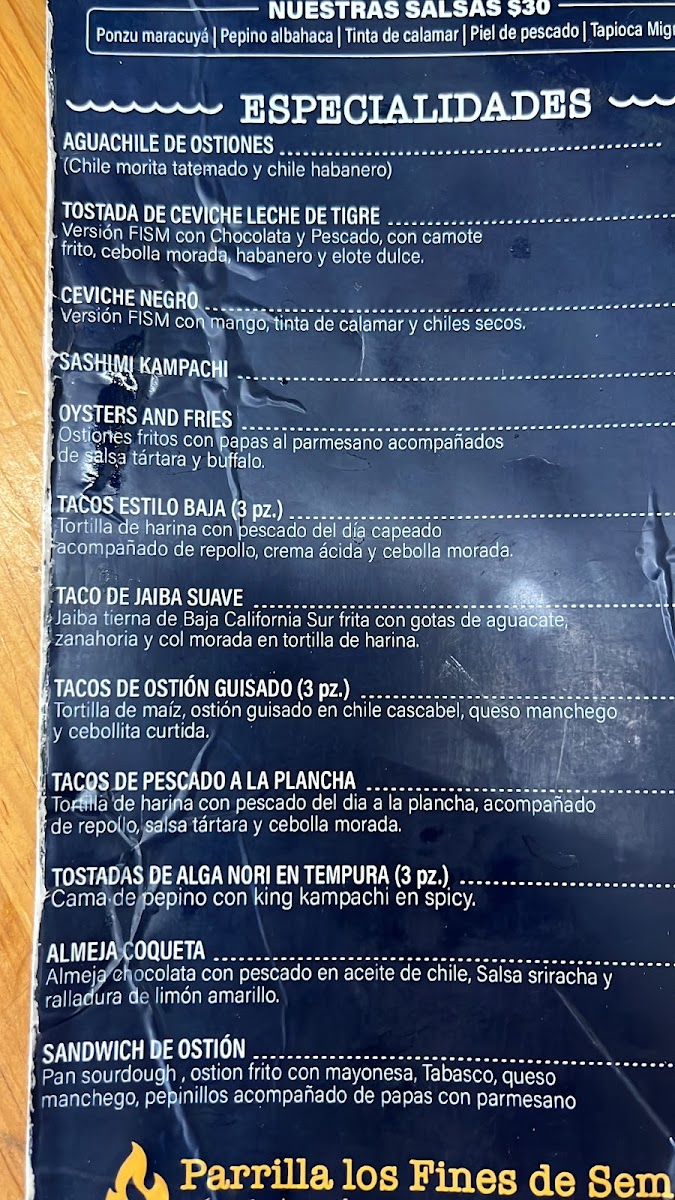 NUESTRAS SALSAS $30
Ponzu maracuyá | Pepino albahaca | Tinta de calamar | Piel de pescado | Tapioca
ESPECIALIDADES
AGUACHILE DE OSTIONES
(Chile morita tatemado y chile habanero)
TOSTADA DE CEVICHE LECHE DE TIGRE
Versión FISM con Chocolata y Pescado, con camote
frito, cebolla morada, habanero y elote dulce.
CEVICHE NEGRO
Versión FISM con mango, tinta de calamar y chiles secos.
SASHIMI KAMPACHI
OYSTERS AND FRIES
Ostiones fritos con papas al parmesano acompañados
de salsa tártara y buffalo.
TACOS ESTILO BAJA (3 pz.)
Tortilla de harina con pescado del día capeado
acompañado de repollo, crema ácida y cebolla morada.
TACO DE JAIBA SUAVE
Jaiba tierna de Baja California Sur frita con gotas de aguacate,
zanahoria y col morada en tortilla de harina.
TACOS DE OSTIÓN GUISADO (3 pz.)
Tortilla de maíz, ostión guisado en chile cascabel, queso manchego
y cebollita curtida.
TACOS DE PESCADO A LA PLANCHA
Tortilla de harina con pescado del dia a la plancha, acompañado
de repollo, salsa tártara y cebolla morada.
TOSTADAS DE ALGA NORI EN TEMPURA (3 pz.)
Cama de pepino con king kampachi en spicy.
ALMEJA COQUETA
Almeja chocolata con pescado en aceite de chile, Salsa sriracha y
ralladura de limón amarillo.
SANDWICH DE OSTIÓN
Pan sourdough , ostion frito con mayonesa, Tabasco, queso
manchego, pepinillos acompañado de papas con parmesano
Parrilla los Fines de Sem